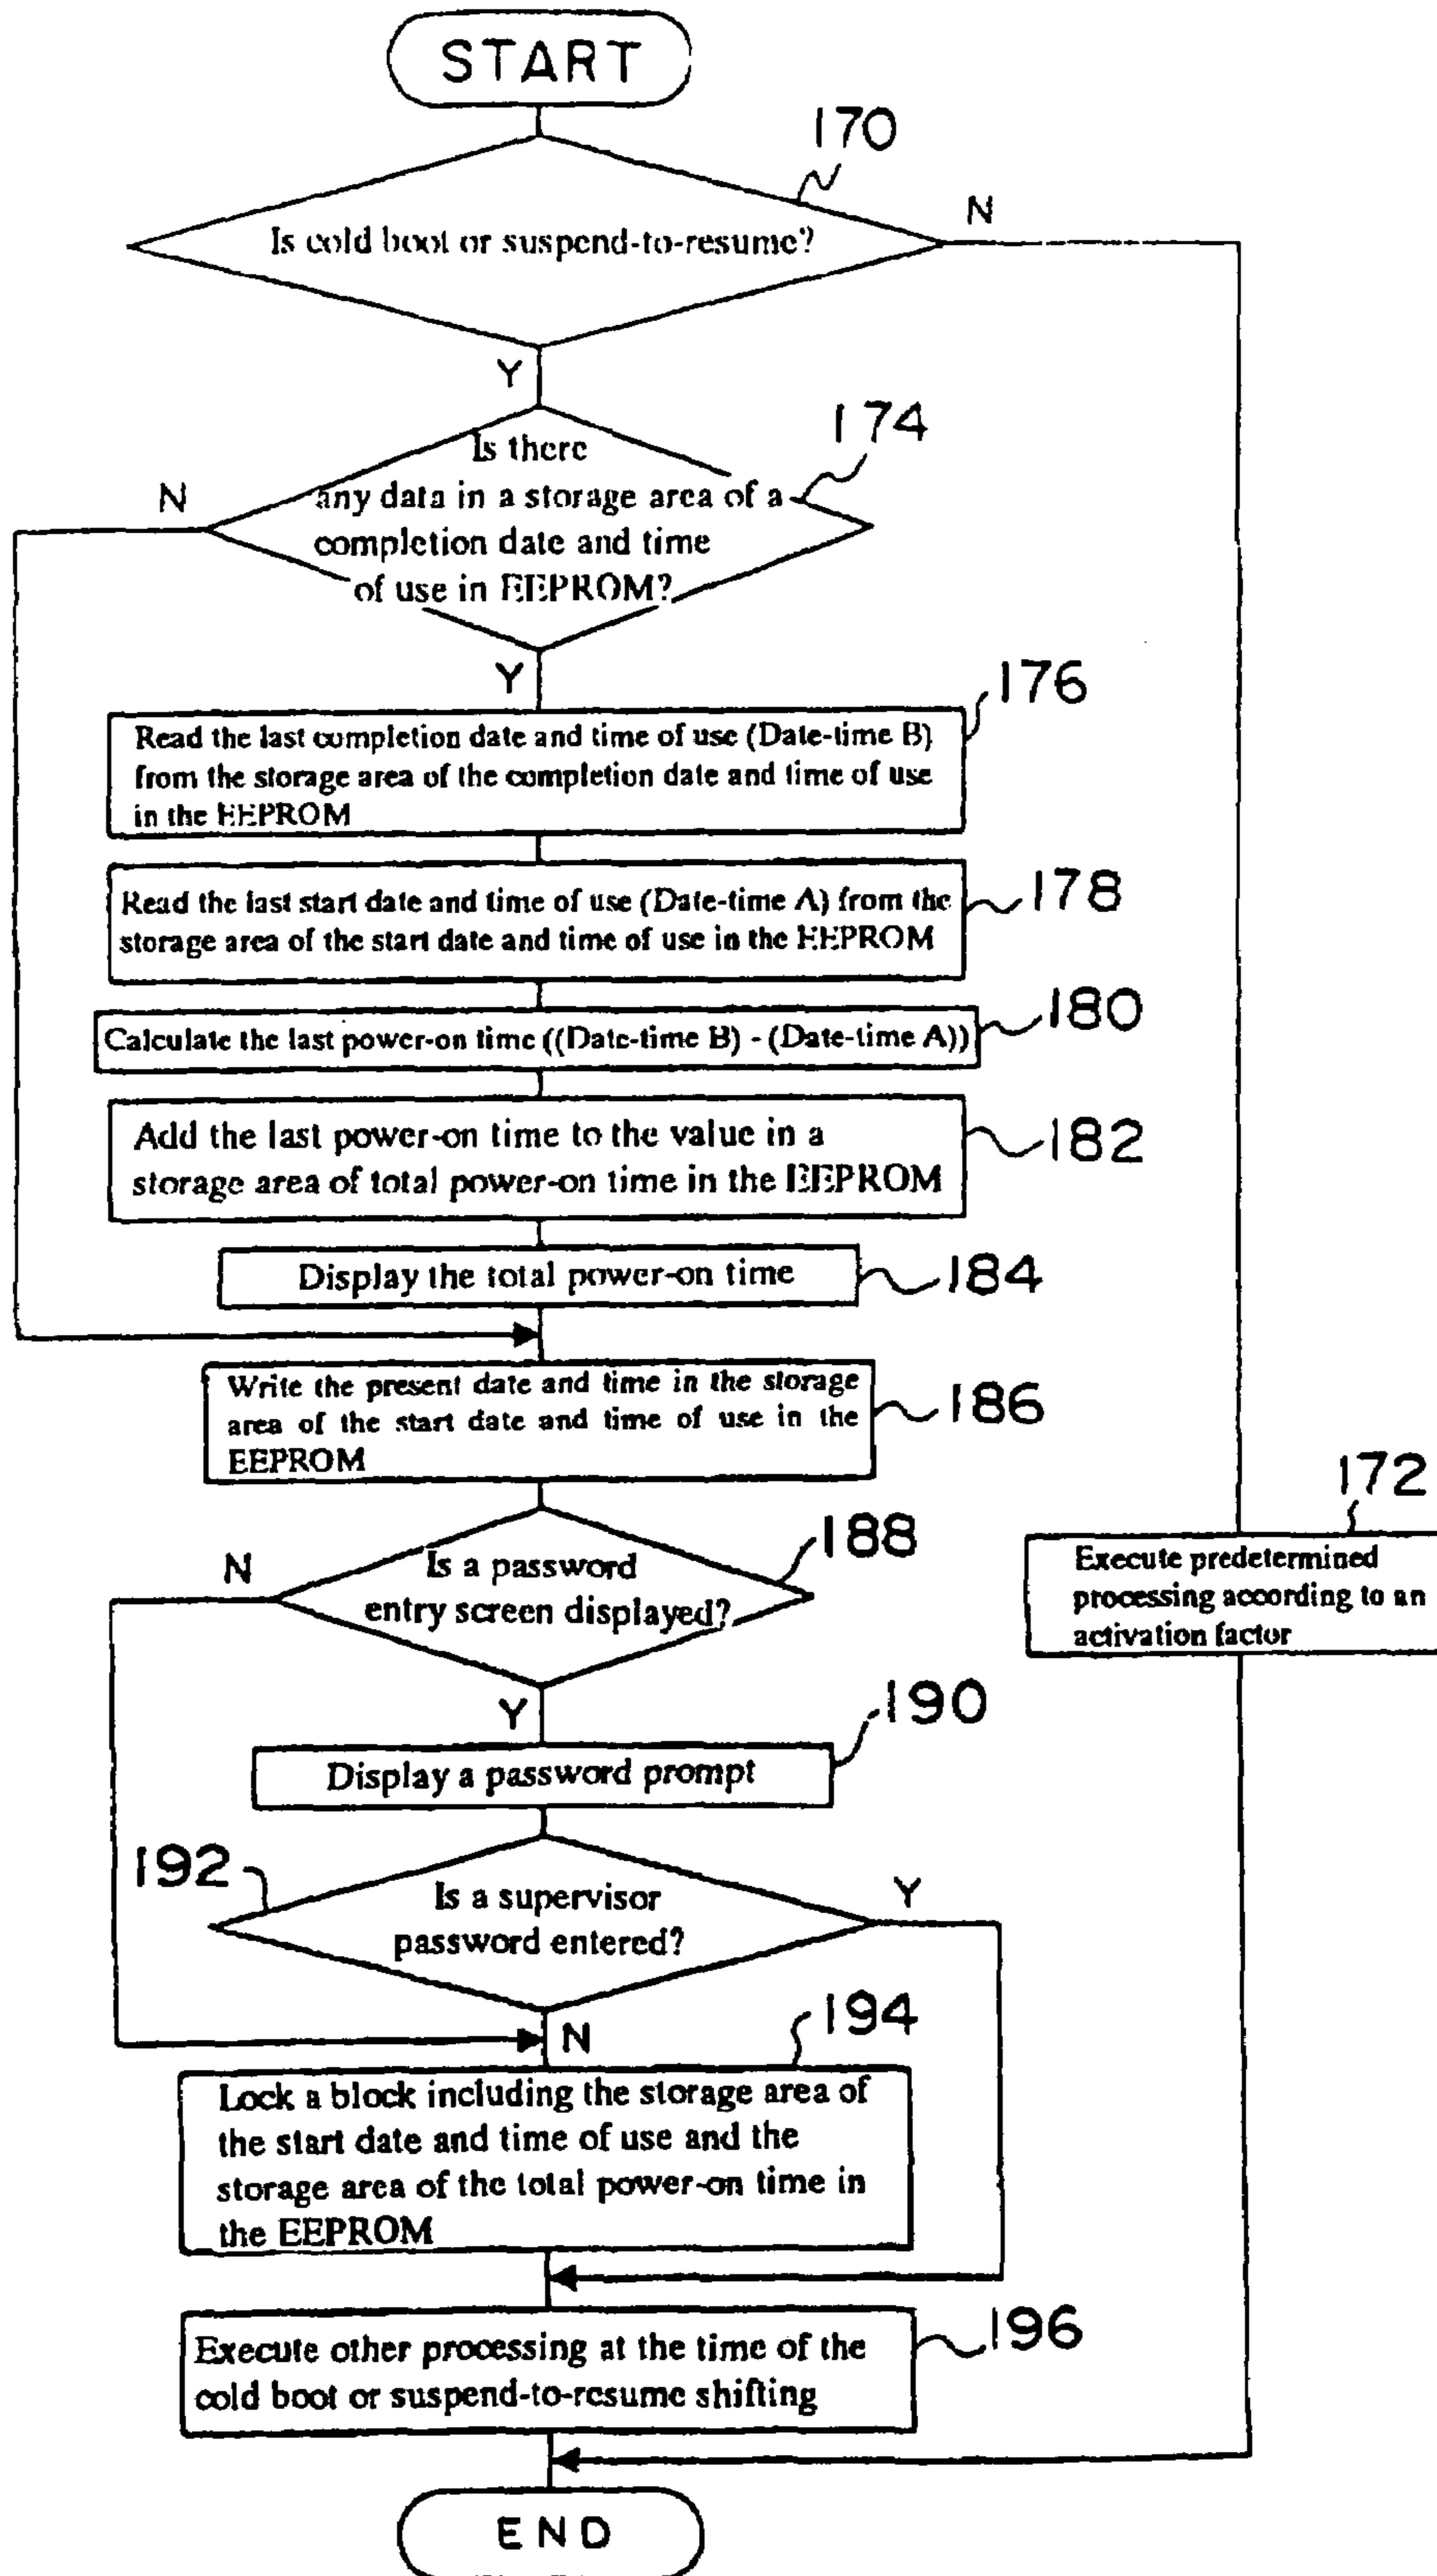 START
170
Is cold boot or suspend-to-resume?
N
Y
174
Is there
any data in a storage area of a
completion date and time
of use in EEPROM?
N
Y
176
Read the last completion date and time of use (Date-time B)
from the storage area of the completion date and time of use
in the EEPROM
Read the last start date and time of use (Date-time A) from the
storage area of the start date and time of use in the EEPROM
178
Calculate the last power-on time ((Date-time B) - (Date-time A))
180
Add the last power-on time to the value in a
storage area of total power-on time in the EEPROM
182
Display the total power-on time
184
Write the present date and time in the storage
area of the start date and time of use in the
EEPROM
186
172
Execute predetermined
processing according to an
activation factor
188
Is a password
entry screen displayed?
N
Y
190
Display a password prompt
192
Is a supervisor
password entered?
Y
N
194
Lock a block including the storage area of
the start date and time of use and the
storage area of the total power-on time in
the EEPROM
196
Execute other processing at the time of the
cold boot or suspend-to-resume shifting
END